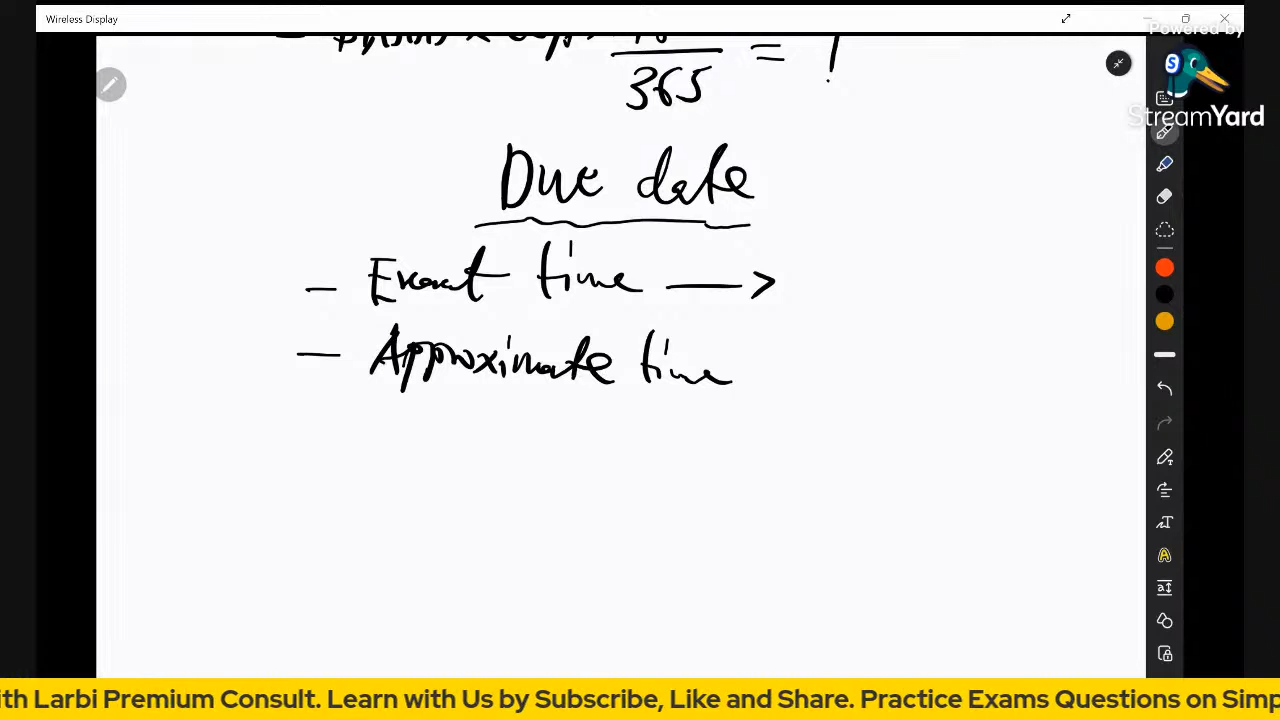 Wireless Display
Powered by
StreamYard
365 =
Due date
- Exact time →
- Approximate time
ith Larbi Premium Consult. Learn with Us by Subscribe, Like and Share. Practice Exams Questions on Simp